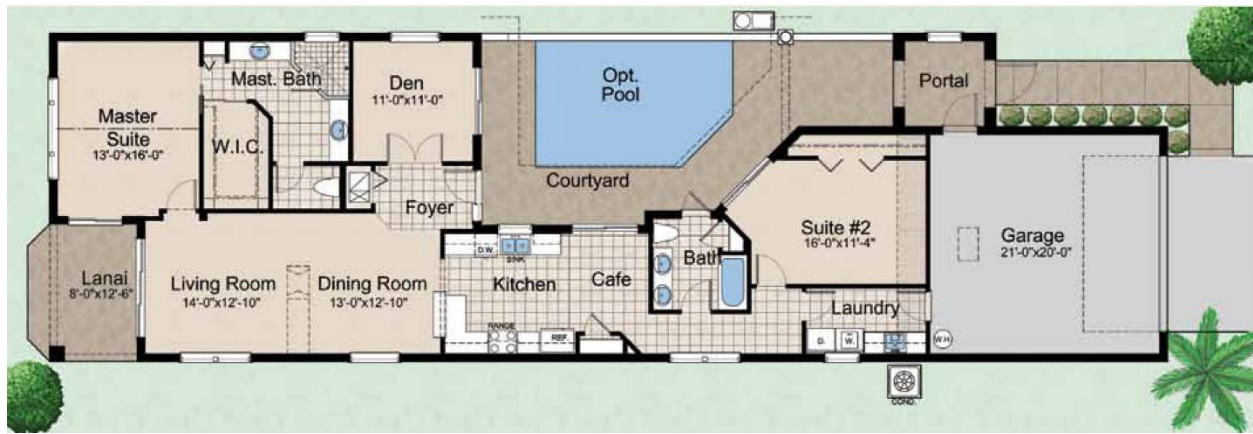 Master
Suite
13'-0"x16'-0"
Mast. Bath
W.I.C.
Den
11'-0"x11'-0"
Opt.
Pool
Courtyard
Portal
Foyer
Lanai
8'-0"x12'-6"
Living Room
14'-0"x12'-10"
Dining Room
13'-0"x12'-10"
D.W.
SINK
Kitchen
Cafe
RANGE
REF.
Bath
Suite #2
16'-0"x11'-4"
Laundry
D.
W.
W.H
COND.
Garage
21'-0"x20'-0"